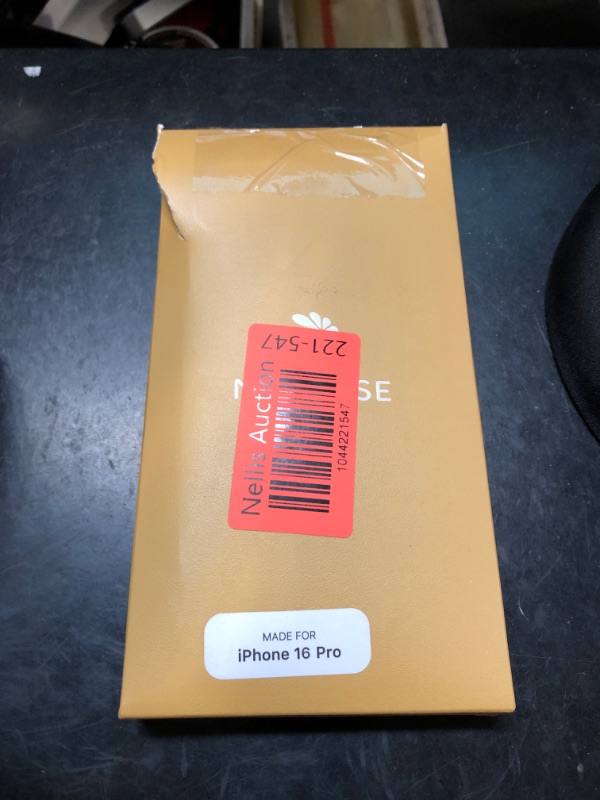 221-547
Nellis Auction
1044221547
MADE FOR
iPhone 16 Pro